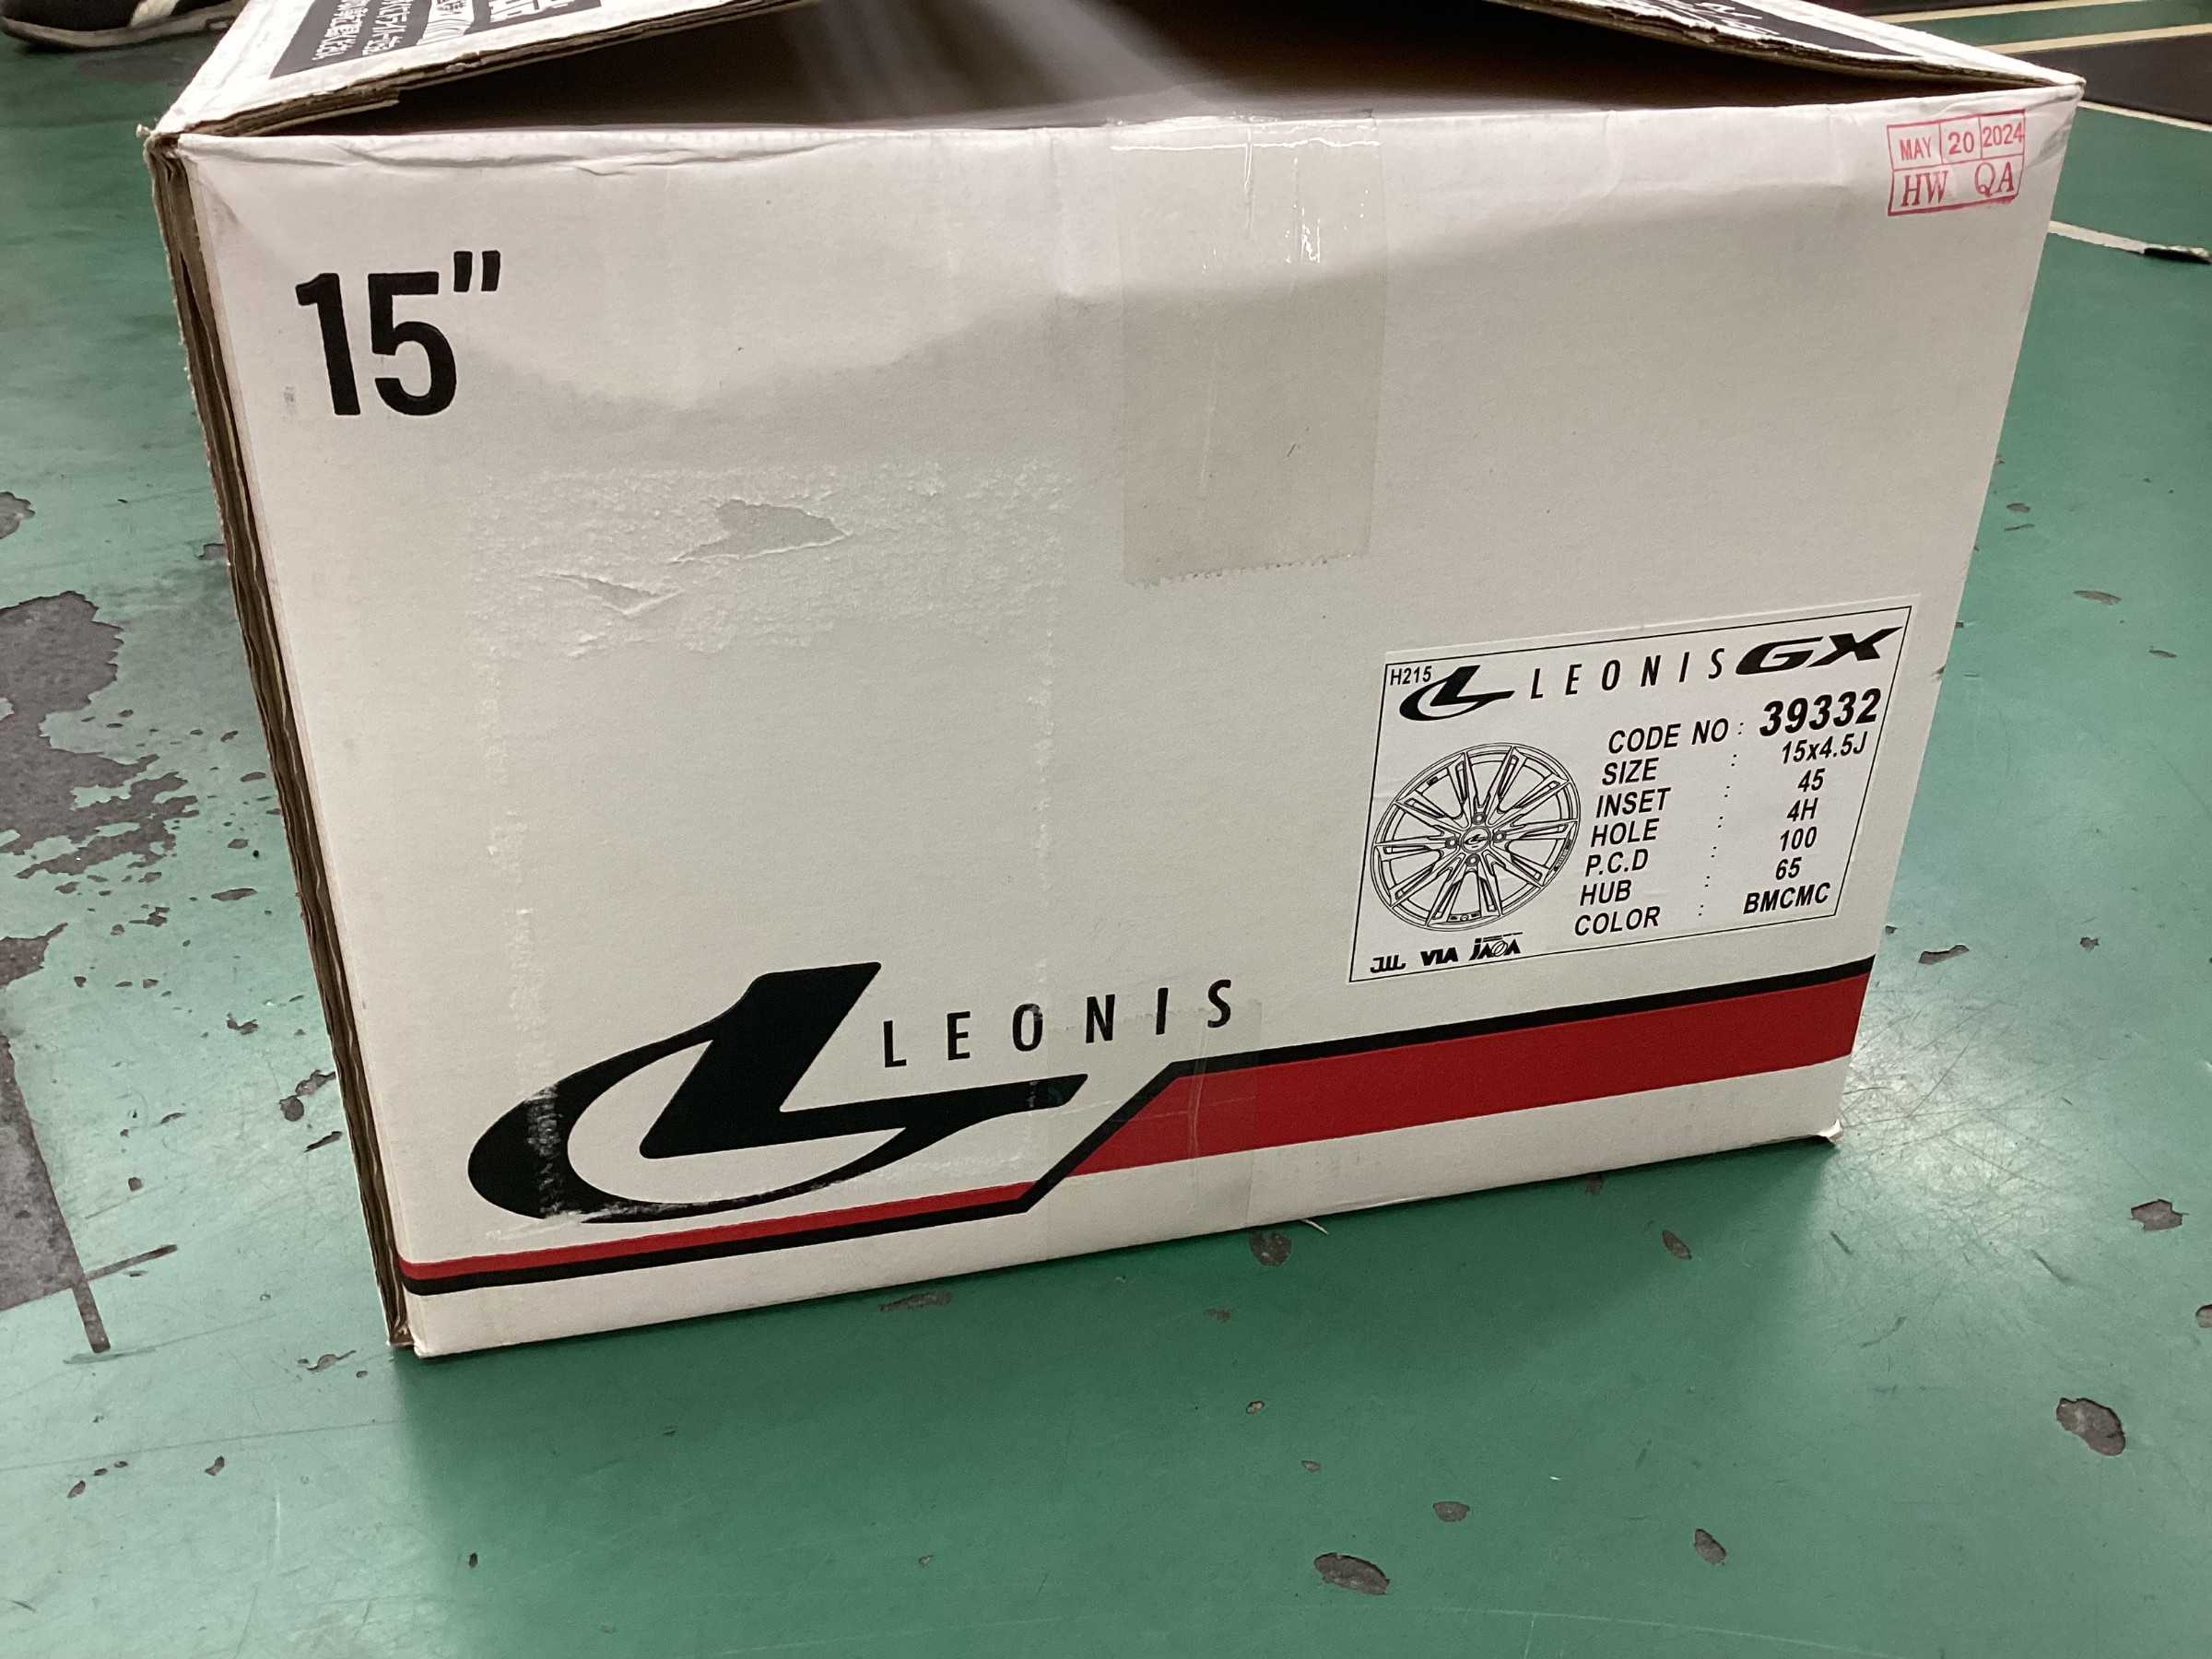 MAY 20 2024
HW QA
15"
H215 LEONIS GX
CODE NO : 39332
SIZE : 15x4.5J
INSET : 45
HOLE : 4H
P.C.D : 100
HUB : 65
COLOR : BMCMC
JWL VIA JAWA
LEONIS